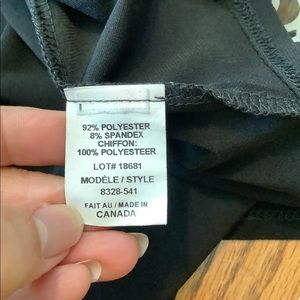 92% POLYESTER
8% SPANDEX
CHIFFON:
100% POLYESTEER
LOT# 18681
MODÈLE / STYLE
8328-541
FAIT AU / MADE IN
CANADA